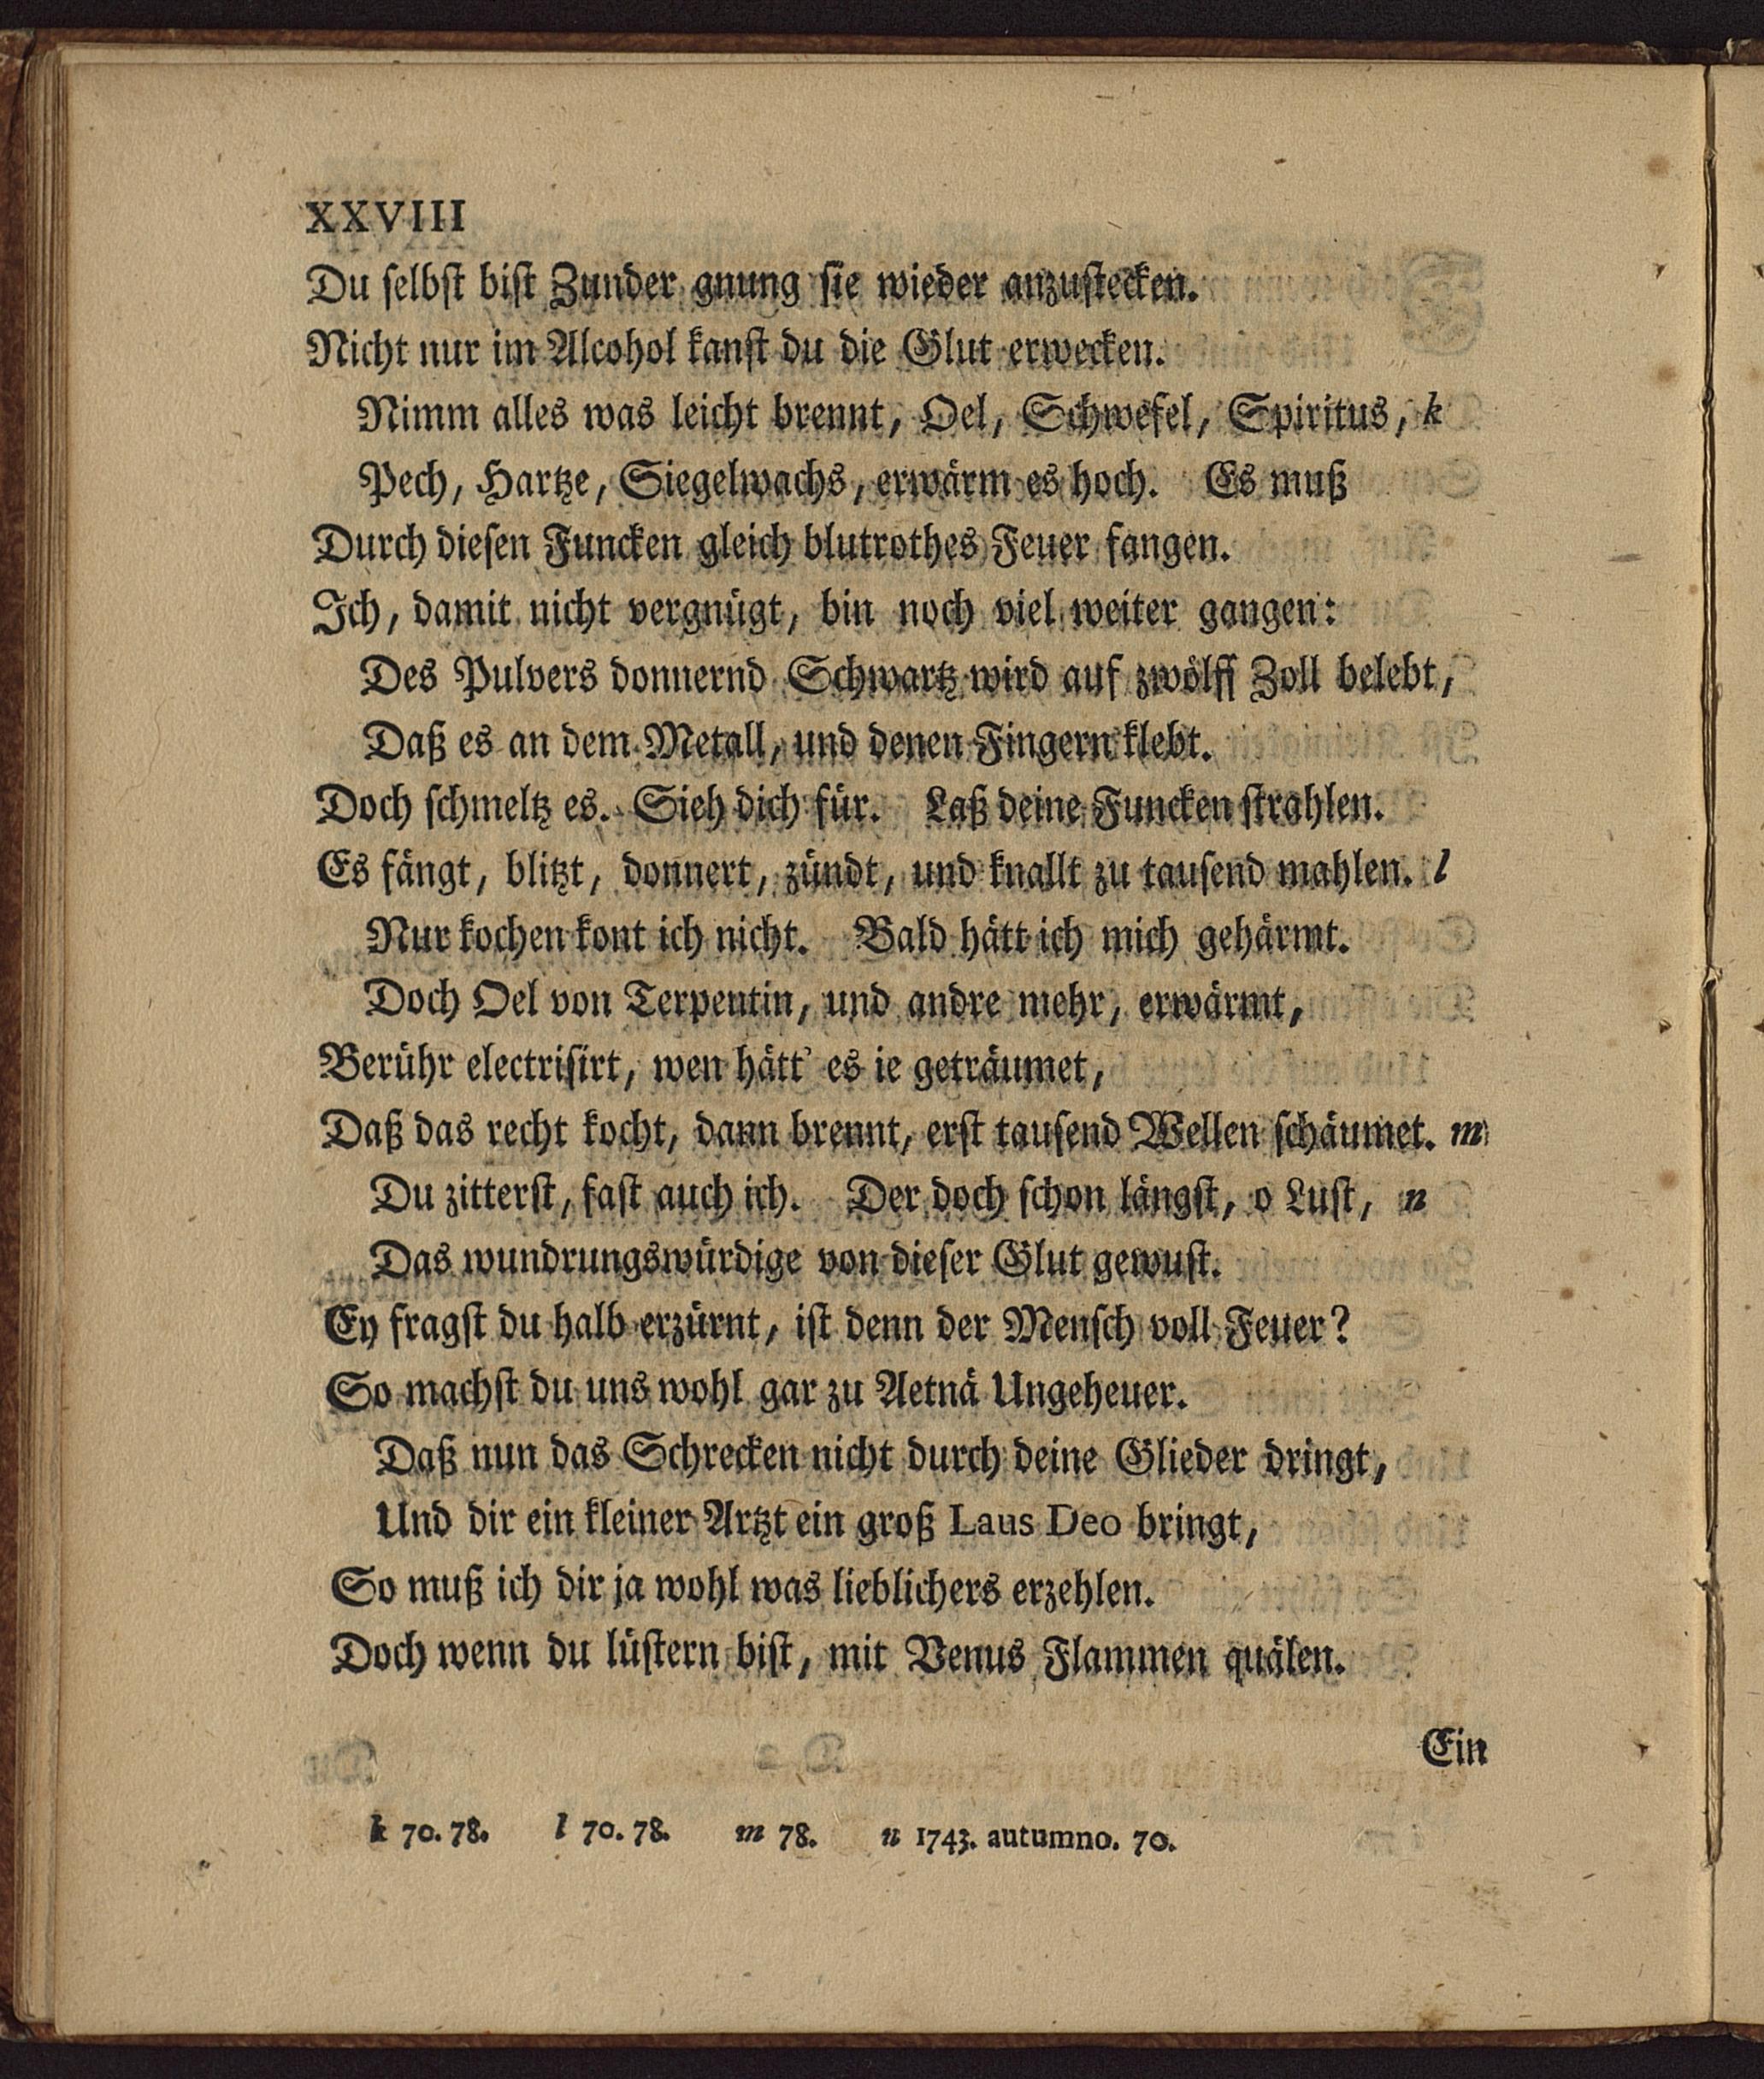 XXVIII
Du selbst bist Zunder gnung sie wieder anzustecken.
Nicht nur im Alcohol kanst du die Glut erwecken.
Nimm alles was leicht brennt, Oel, Schwefel, Spiritus, k
Pech, Hartze, Siegelwachs, erwärm es hoch. Es muß
Durch diesen Funcken gleich blutrothes Feuer fangen.
Ich, damit nicht vergnügt, bin noch viel weiter gangen:
Des Pulvers donnernd Schwartz wird auf zwölff Zoll belebt,
Daß es an dem Metall, und denen Fingern klebt.
Doch schmeltz es. Sieh dich für. Laß deine Funcken strahlen.
Es fängt, blitzt, donnert, zündt, und knallt zu tausend mahlen. l
Nur kochen kont ich nicht. Bald hätt ich mich gehärmt.
Doch Oel von Terpentin, und andre mehr, erwärmt,
Berühr electrisirt, wen hätt' es ie geträumet,
Daß das recht kocht, dann brennt, erst tausend Wellen schäumet. m
Du zitterst, fast auch ich. Der doch schon längst, o Lust, n
Das wundrungswürdige von dieser Glut gewust.
Ey fragst du halb erzürnt, ist denn der Mensch voll Feuer?
So machst du uns wohl gar zu Aetnä Ungeheuer.
Daß nun das Schrecken nicht durch deine Glieder dringt,
Und dir ein kleiner Artzt ein groß Laus Deo bringt,
So muß ich dir ja wohl was lieblichers erzehlen.
Doch wenn du lüstern bist, mit Venus Flammen quälen.
Ein
k 70. 78. l 70. 78. m 78. n 1743. autumno. 70.